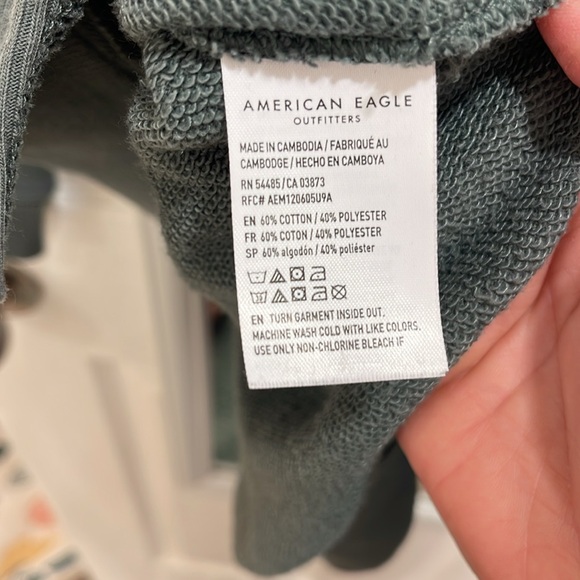 AMERICAN EAGLE
OUTFITTERS
MADE IN CAMBODIA / FABRIQUÉ AU
CAMBODGE / HECHO EN CAMBOYA
RN 54485 / CA 03873
RFC# AEM120605U9A
EN 60% COTTON / 40% POLYESTER
FR 60% COTON / 40% POLYESTER
SP 60% algodón / 40% poliéster
EN TURN GARMENT INSIDE OUT,
MACHINE WASH COLD WITH LIKE COLORS.
USE ONLY NON-CHLORINE BLEACH IF